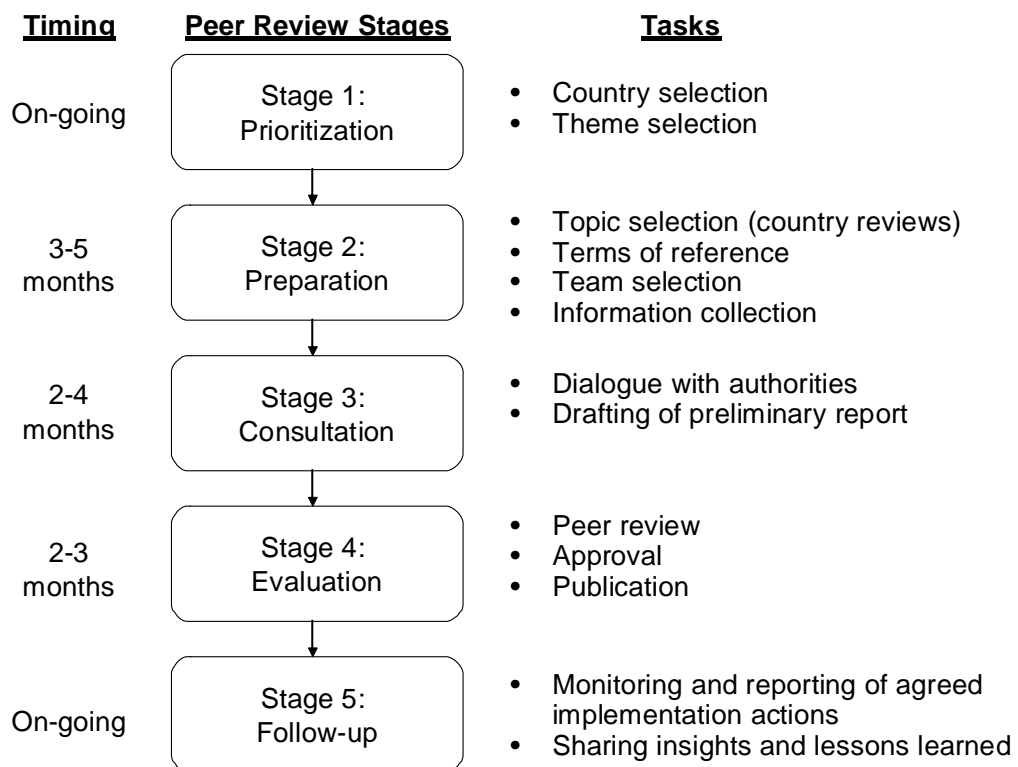 Timing Peer Review Stages Tasks
On-going
Stage 1:
Prioritization
• Country selection
• Theme selection
3-5
months
Stage 2:
Preparation
• Topic selection (country reviews)
• Terms of reference
• Team selection
• Information collection
2-4
months
Stage 3:
Consultation
• Dialogue with authorities
• Drafting of preliminary report
2-3
months
Stage 4:
Evaluation
• Peer review
• Approval
• Publication
On-going
Stage 5:
Follow-up
• Monitoring and reporting of agreed
implementation actions
• Sharing insights and lessons learned